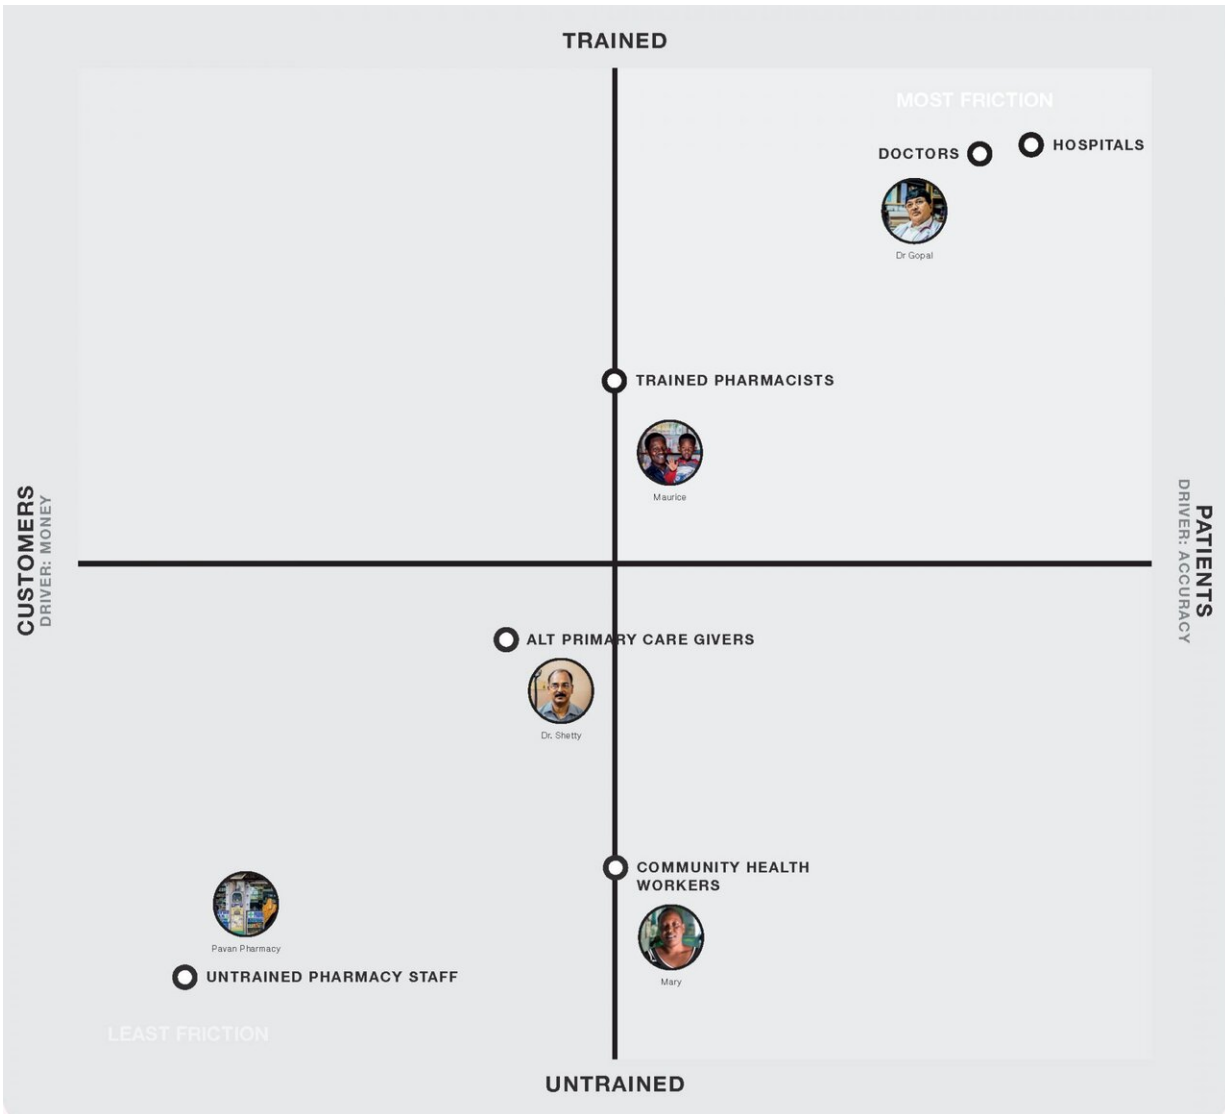 TRAINED
MOST FRICTION
DOCTORS
HOSPITALS
Dr Gopal
TRAINED PHARMACISTS
Maurice
CUSTOMERS
DRIVER: MONEY
PATIENTS
DRIVER: ACCURACY
ALT PRIMARY CARE GIVERS
Dr. Shetty
COMMUNITY HEALTH
WORKERS
Mary
Pavan Pharmacy
UNTRAINED PHARMACY STAFF
LEAST FRICTION
UNTRAINED